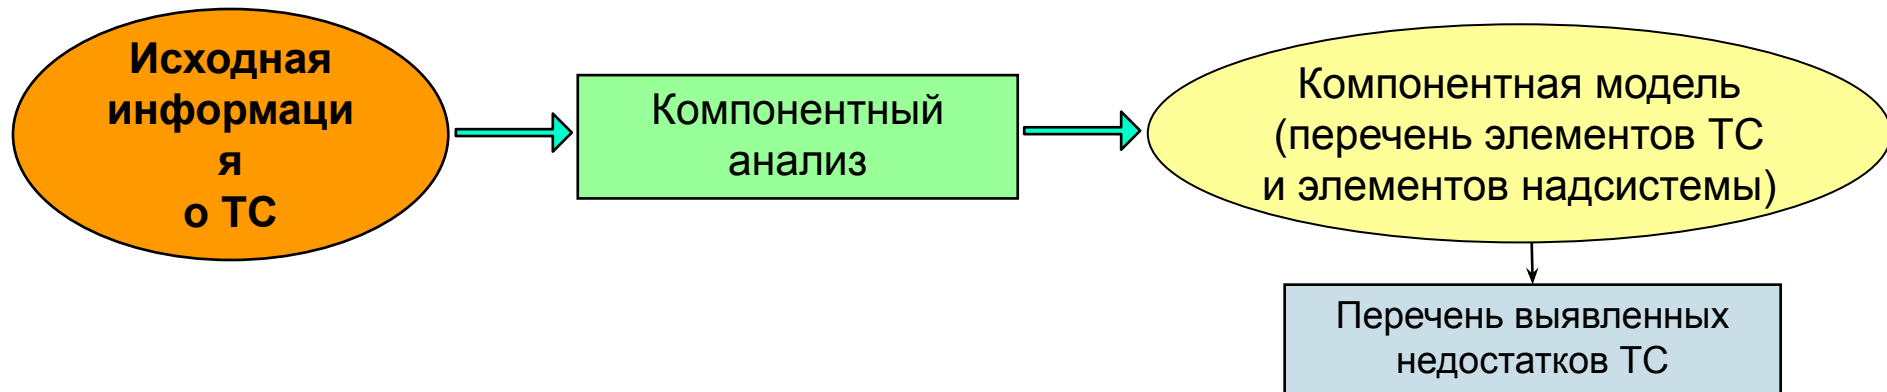 Исходная
информаци
я
о ТС
Компонентный
анализ
Компонентная модель
(перечень элементов ТС
и элементов надсистемы)
Перечень выявленных
недостатков ТС